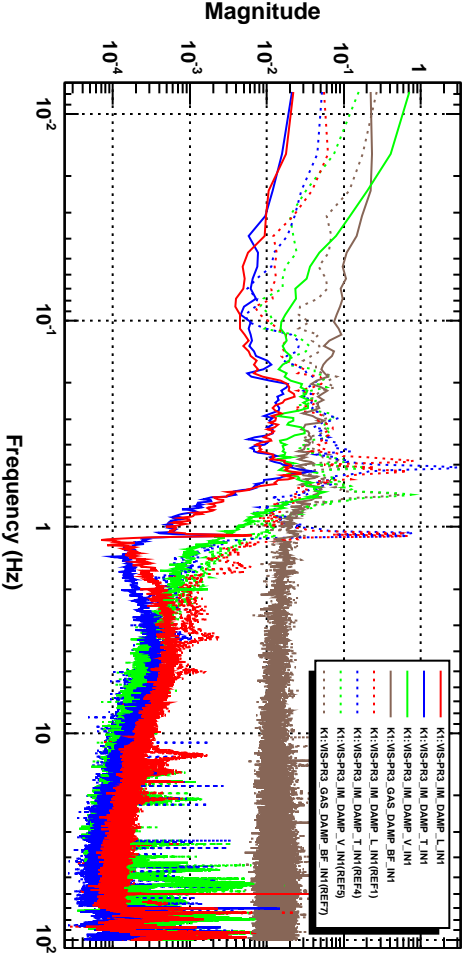 Magnitude
10⁻⁴
10⁻³
10⁻²
10⁻¹
1
10⁻²
10⁻¹
1
10
10²
Frequency (Hz)
K1:VIS-PR3_IM_DAMP_L_IN1
K1:VIS-PR3_IM_DAMP_T_IN1
K1:VIS-PR3_IM_DAMP_V_IN1
K1:VIS-PR3_GAS_DAMP_BF_IN1
K1:VIS-PR3_IM_DAMP_L_IN1(REF1)
K1:VIS-PR3_IM_DAMP_T_IN1(REF4)
K1:VIS-PR3_IM_DAMP_V_IN1(REF5)
K1:VIS-PR3_GAS_DAMP_BF_IN1(REF7)